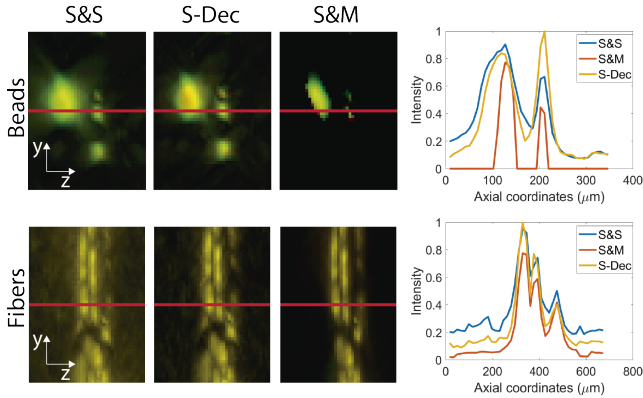 S&S S-Dec S&M
Beads
y
z
Intensity
1
0.8
0.6
0.4
0.2
0
0 100 200 300 400
Axial coordinates (μm)
S&S
S&M
S-Dec
Fibers
y
z
Intensity
1
0.8
0.6
0.4
0.2
0
0 200 400 600 800
Axial coordinates (μm)
S&S
S&M
S-Dec